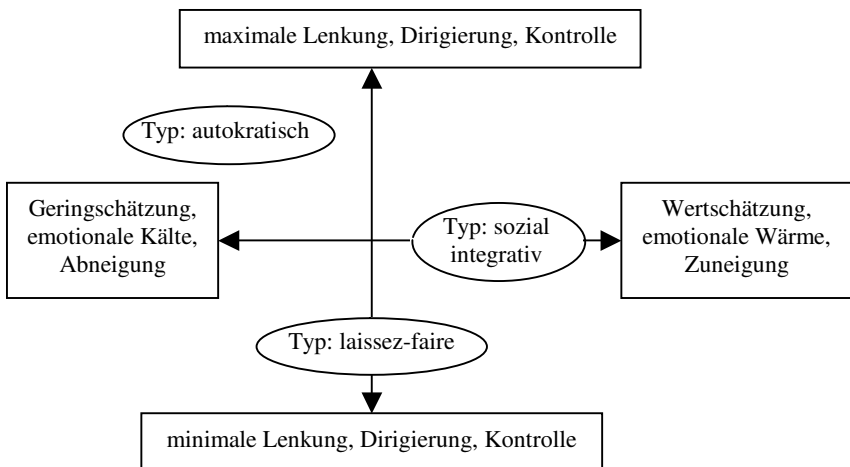 maximale Lenkung, Dirigierung, Kontrolle
Typ: autokratisch
Geringschätzung,
emotionale Kälte,
Abneigung
Typ: sozial
integrativ
Wertschätzung,
emotionale Wärme,
Zuneigung
Typ: laissez-faire
minimale Lenkung, Dirigierung, Kontrolle